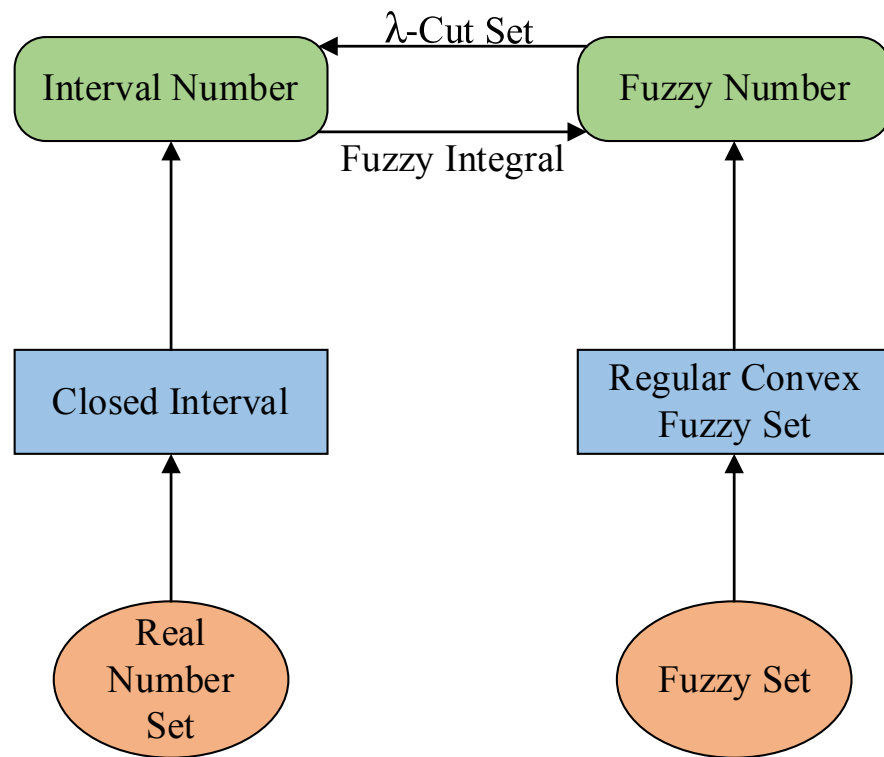 λ-Cut Set
Interval Number
Fuzzy Number
Fuzzy Integral
Closed Interval
Regular Convex
Fuzzy Set
Real
Number
Set
Fuzzy Set